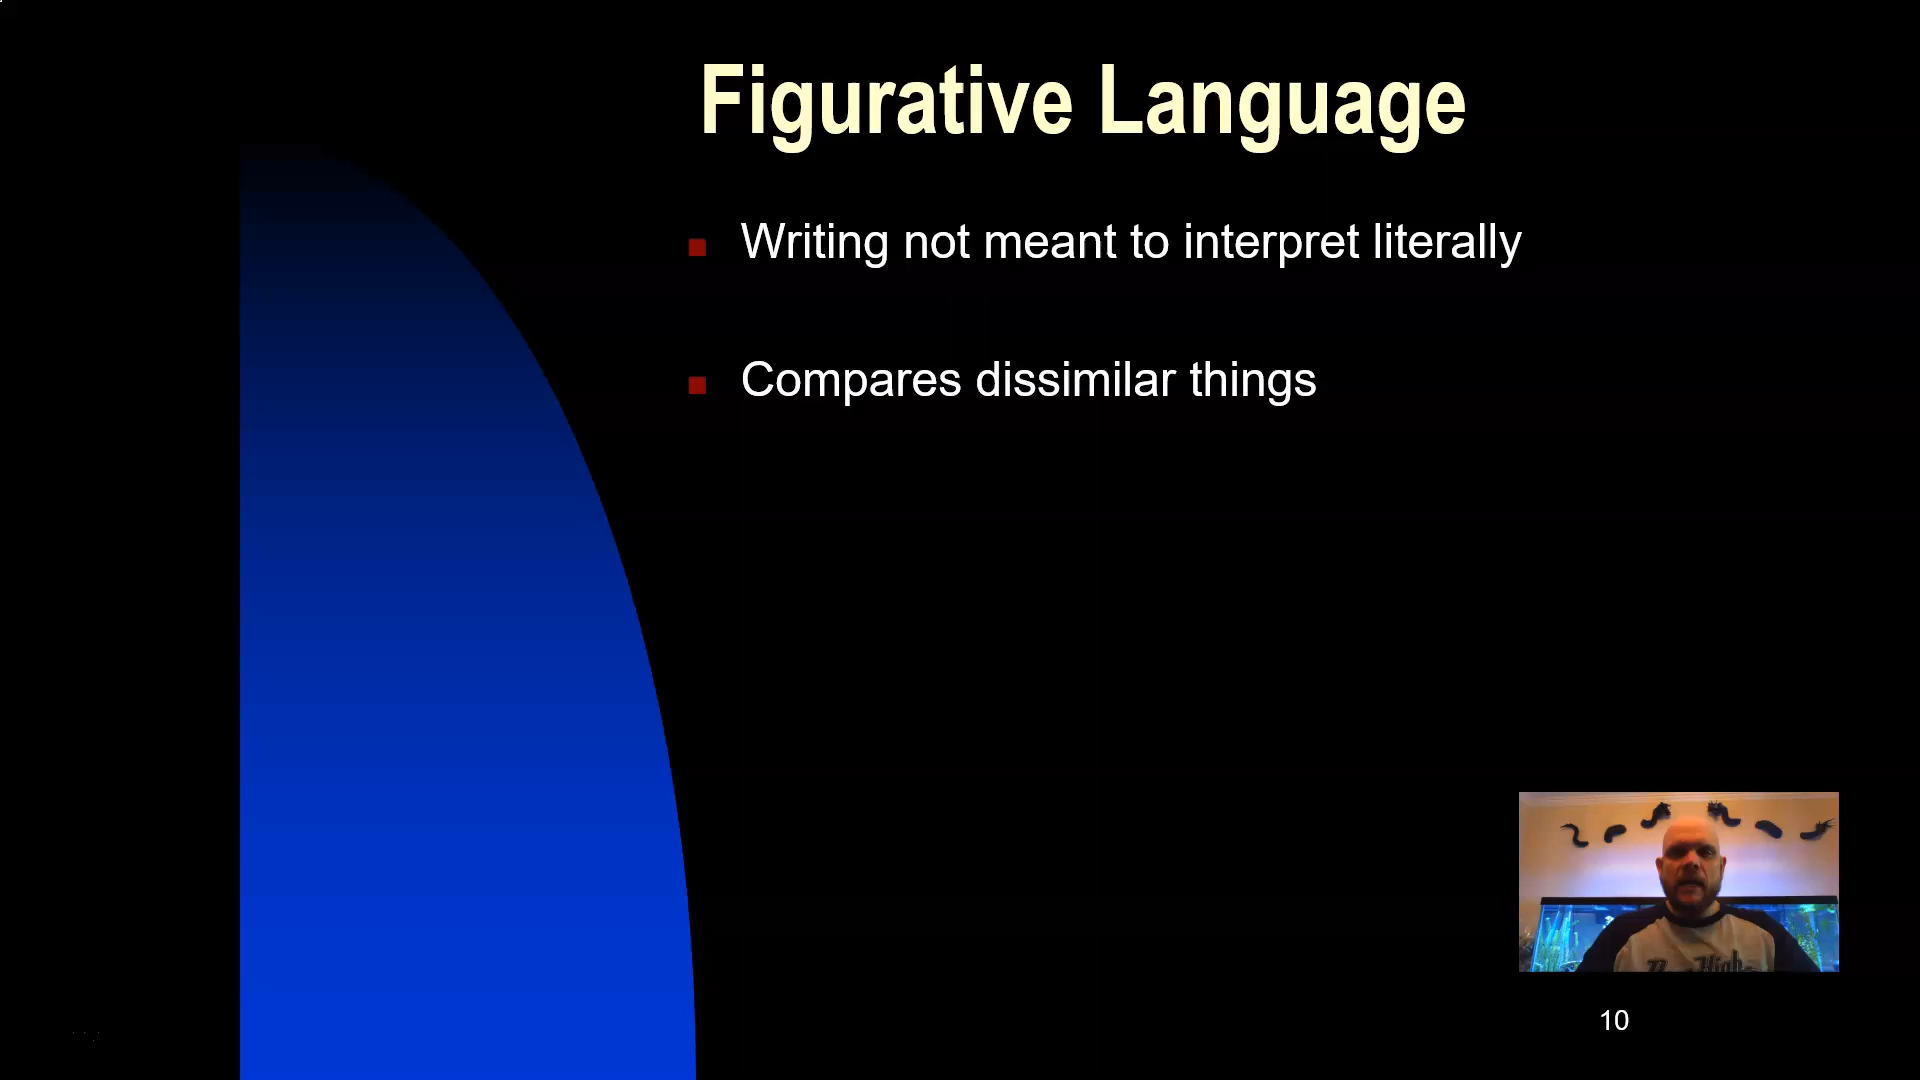 Figurative Language
Writing not meant to interpret literally
Compares dissimilar things
10